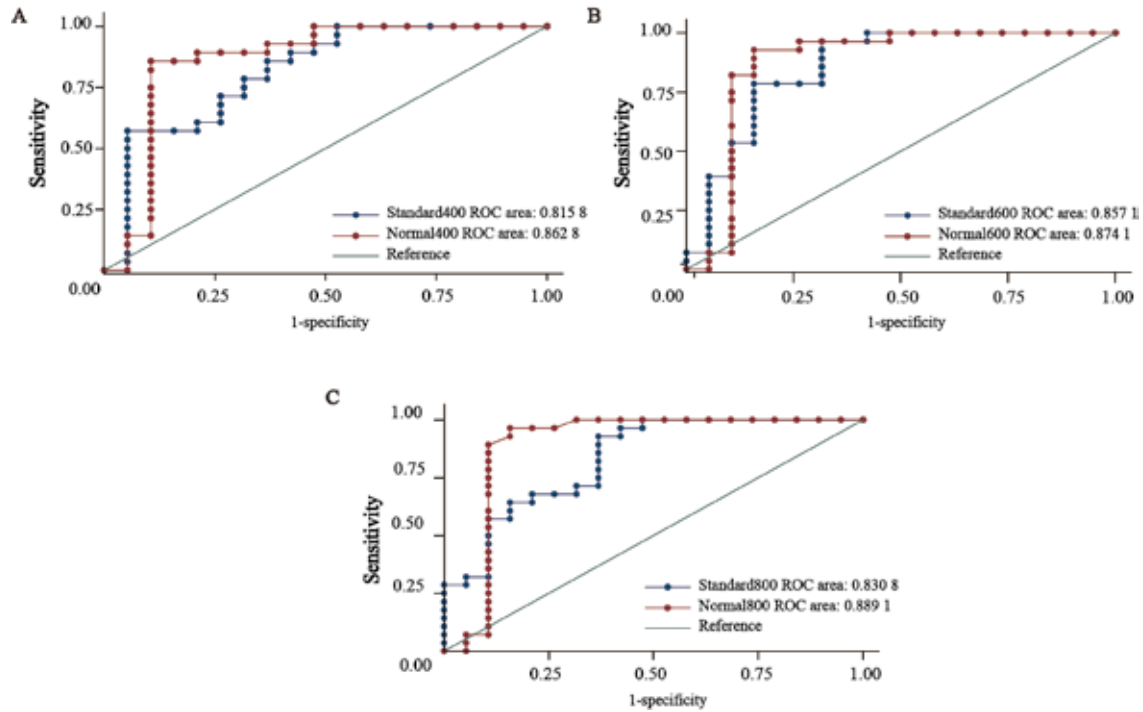 A
1.00
0.75
0.50
0.25
0.00
Sensitivity
Standard400 ROC area: 0.815 8
Normal400 ROC area: 0.862 8
Reference
0.25
0.50
0.75
1.00
1-specificity
B
1.00
0.75
0.50
0.25
0.00
Sensitivity
Standard600 ROC area: 0.857 1
Normal600 ROC area: 0.874 1
Reference
0.25
0.50
0.75
1.00
1-specificity
C
1.00
0.75
0.50
0.25
0.00
Sensitivity
Standard800 ROC area: 0.830 8
Normal800 ROC area: 0.889 1
Reference
0.25
0.50
0.75
1.00
1-specificity